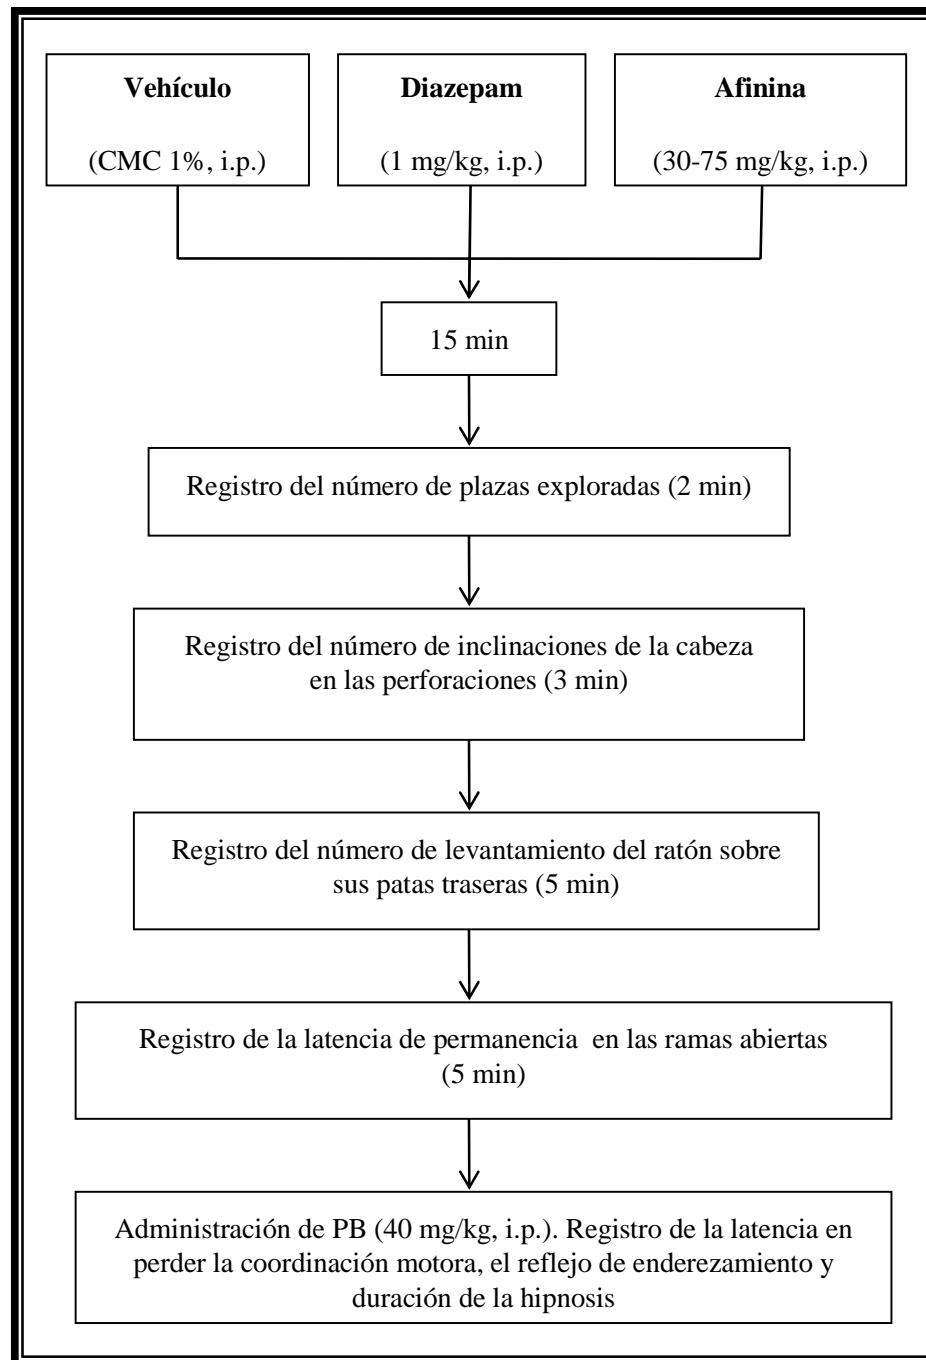 Vehículo
(CMC 1%, i.p.)
Diazepam
(1 mg/kg, i.p.)
Afinina
(30-75 mg/kg, i.p.)
15 min
Registro del número de plazas exploradas (2 min)
Registro del número de inclinaciones de la cabeza
en las perforaciones (3 min)
Registro del número de levantamiento del ratón sobre
sus patas traseras (5 min)
Registro de la latencia de permanencia en las ramas abiertas
(5 min)
Administración de PB (40 mg/kg, i.p.). Registro de la latencia en
perder la coordinación motora, el reflejo de enderezamiento y
duración de la hipnosis